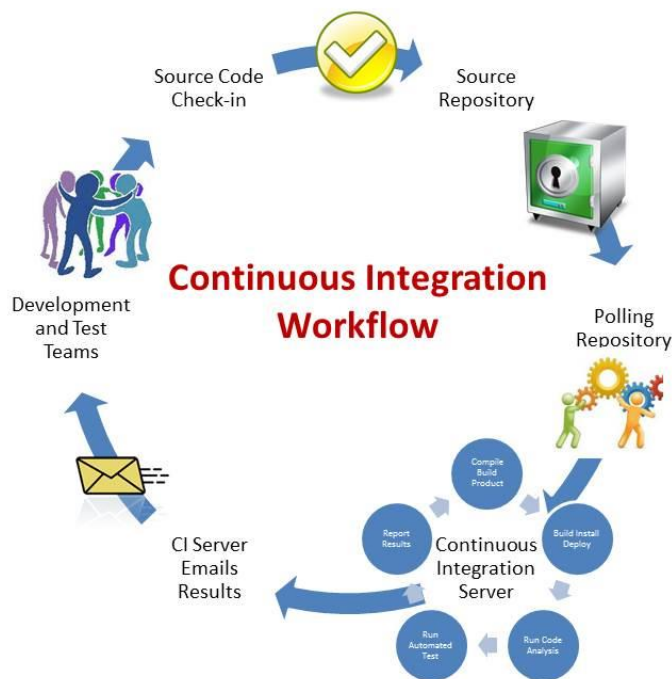 Source Code
Check-in
Source
Repository
Continuous Integration
Workflow
Development
and Test
Teams
Polling
Repository
Compile
Build
Product
Build Install
Deploy
Run Code
Analysis
Run
Automated
Test
Report
Results
Continuous
Integration
Server
CI Server
Emails
Results